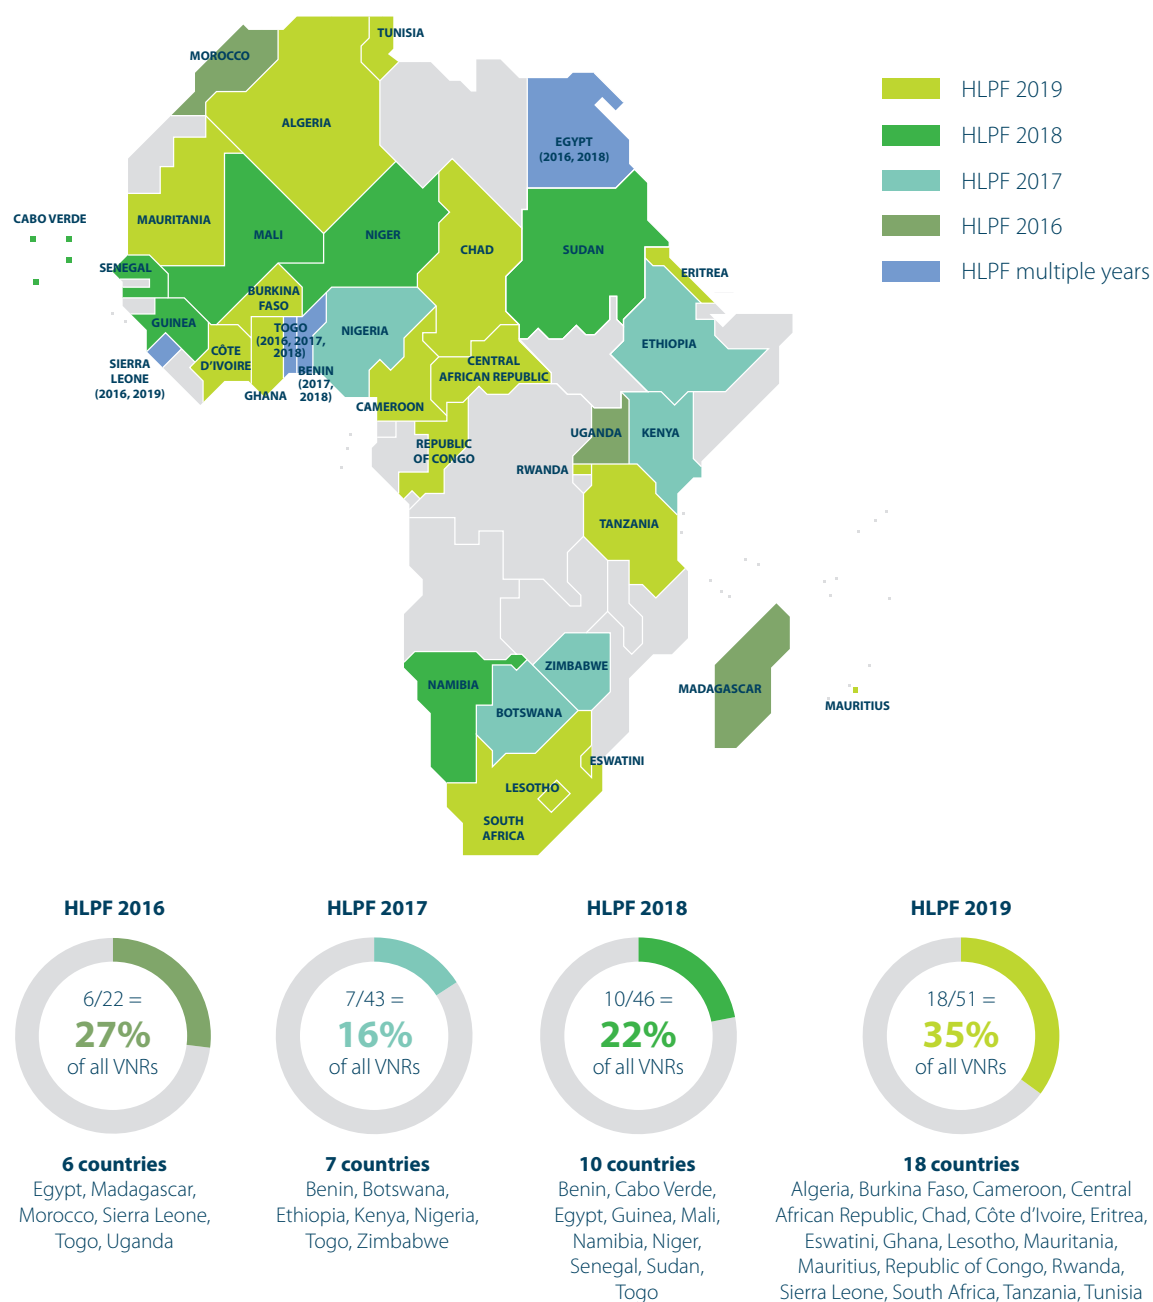 TUNISIA
MOROCCO
ALGERIA
EGYPT
(2016, 2018)
HLPF 2019
HLPF 2018
HLPF 2017
HLPF 2016
HLPF multiple years
CABO VERDE
MAURITANIA
MALI
NIGER
CHAD
SUDAN
ERITREA
SENEGAL
BURKINA
FASO
GUINEA
TOGO
(2016, 2017,
2018)
NIGERIA
ETHIOPIA
SIERRA
LEONE
(2016, 2019)
CÔTE
D’IVOIRE
GHANA
BENIN
(2017,
2018)
CENTRAL
AFRICAN REPUBLIC
CAMEROON
REPUBLIC
OF CONGO
UGANDA
KENYA
RWANDA
TANZANIA
ZIMBABWE
NAMIBIA
BOTSWANA
MADAGASCAR
MAURITIUS
ESWATINI
LESOTHO
SOUTH
AFRICA
HLPF 2016
6/22 =
27%
of all VNRs
6 countries
Egypt, Madagascar,
Morocco, Sierra Leone,
Togo, Uganda
HLPF 2017
7/43 =
16%
of all VNRs
7 countries
Benin, Botswana,
Ethiopia, Kenya, Nigeria,
Togo, Zimbabwe
HLPF 2018
10/46 =
22%
of all VNRs
10 countries
Benin, Cabo Verde,
Egypt, Guinea, Mali,
Namibia, Niger,
Senegal, Sudan,
Togo
HLPF 2019
18/51 =
35%
of all VNRs
18 countries
Algeria, Burkina Faso, Cameroon, Central
African Republic, Chad, Côte d’Ivoire, Eritrea,
Eswatini, Ghana, Lesotho, Mauritania,
Mauritius, Republic of Congo, Rwanda,
Sierra Leone, South Africa, Tanzania, Tunisia